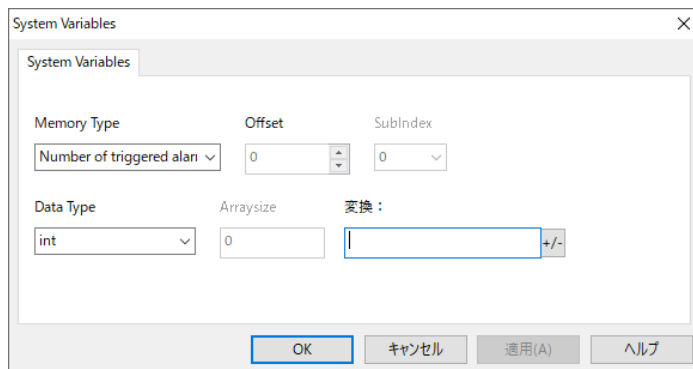 System Variables
System Variables
Memory Type
Offset
SubIndex
Number of triggered aları
0
0
Data Type
Arraysize
変換：
int
0
+/-
OK
キャンセル
適用(A)
ヘルプ